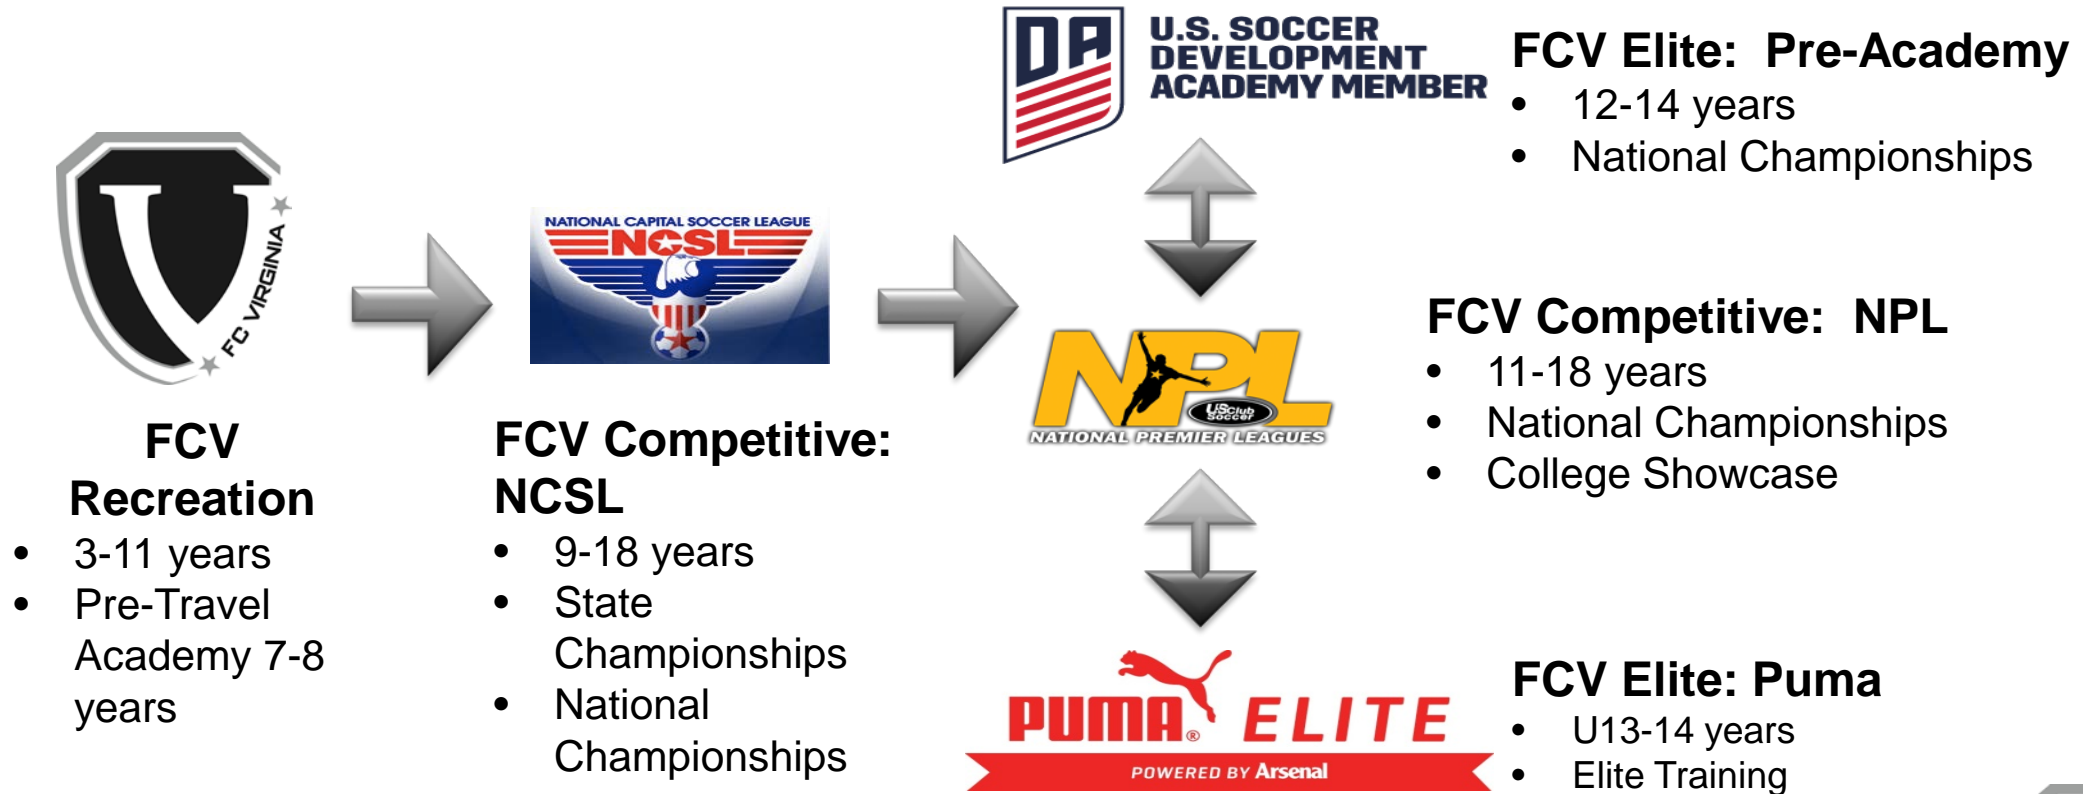 FC VIRGINIA
FCV
Recreation
• 3-11 years
• Pre-Travel
Academy 7-8
years
NATIONAL CAPITAL SOCCER LEAGUE
NCSL
FCV Competitive:
NCSL
• 9-18 years
• State
Championships
• National
Championships
DA
U.S. SOCCER
DEVELOPMENT
ACADEMY MEMBER
FCV Elite: Pre-Academy
• 12-14 years
• National Championships
NPL
US Club
Soccer
NATIONAL PREMIER LEAGUES
FCV Competitive: NPL
• 11-18 years
• National Championships
• College Showcase
PUMA® ELITE
POWERED BY Arsenal
FCV Elite: Puma
• U13-14 years
• Elite Training